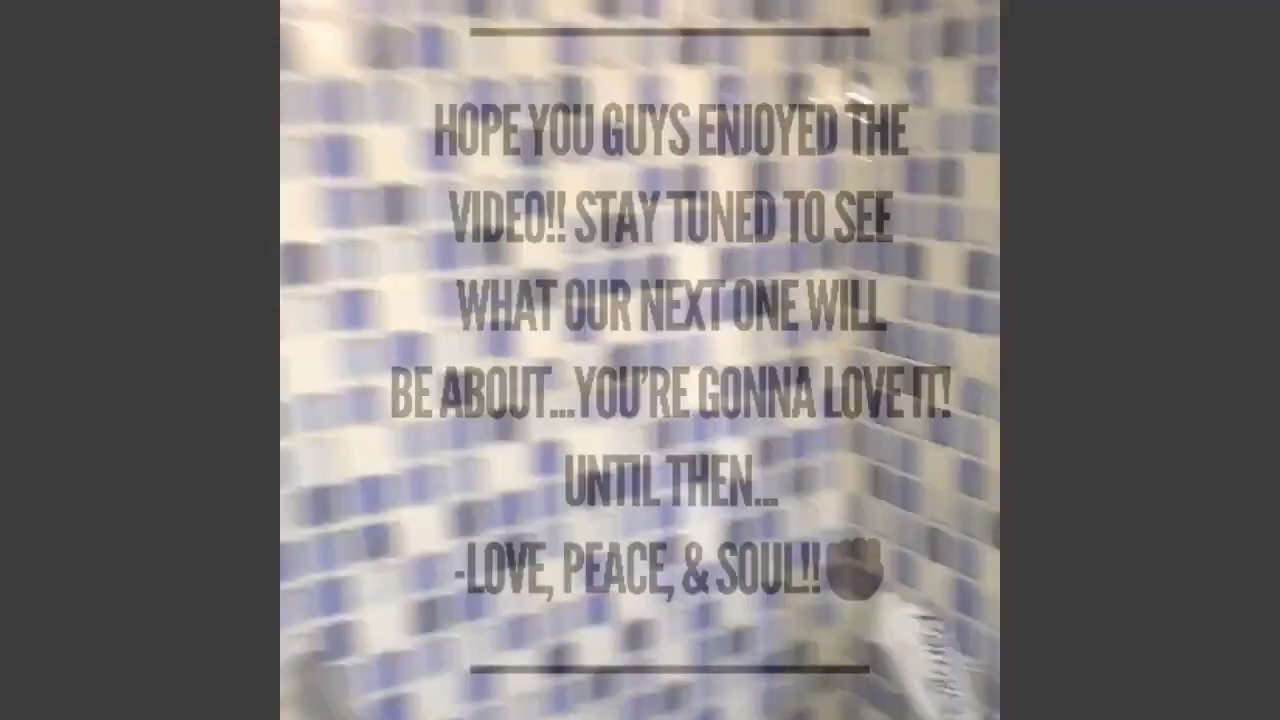 HOPE YOU GUYS ENJOYED THE
VIDEO!! STAY TUNED TO SEE
WHAT OUR NEXT ONE WILL
BE ABOUT...YOU'RE GONNA LOVE IT!
UNTIL THEN...
-LOVE, PEACE, & SOUL!!✊🏿